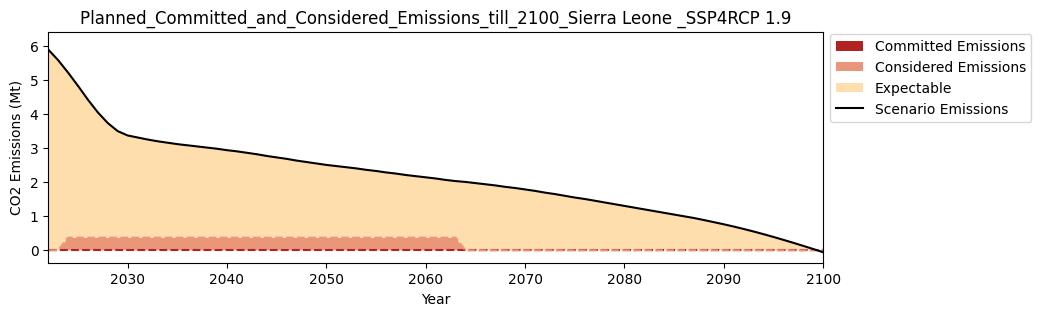 Planned_Committed_and_Considered_Emissions_till_2100_Sierra Leone _SSP4RCP 1.9
Committed Emissions
Considered Emissions
Expectable
Scenario Emissions
CO2 Emissions (Mt)
6
5
4
3
2
1
0
2030 2040 2050 2060 2070 2080 2090 2100
Year